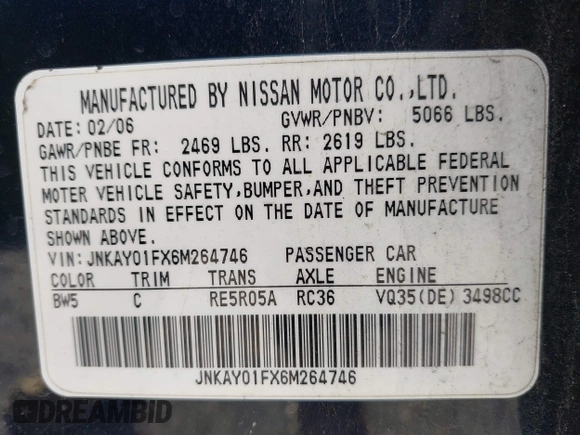 MANUFACTURED BY NISSAN MOTOR CO.,LTD.
DATE: 02/06 GVWR/PNBV: 5066 LBS.
GAWR/PNBE FR: 2469 LBS. RR: 2619 LBS.
THIS VEHICLE CONFORMS TO ALL APPLICABLE FEDERAL
MOTER VEHICLE SAFETY,BUMPER,AND THEFT PREVENTION
STANDARDS IN EFFECT ON THE DATE OF MANUFACTURE
SHOWN ABOVE.
VIN:JNKAY01FX6M264746 PASSENGER CAR
COLOR TRIM TRANS AXLE ENGINE
BW5 C RE5R05A RC36 VQ35(DE) 3498CC
JNKAY01FX6M264746
DREAMBID